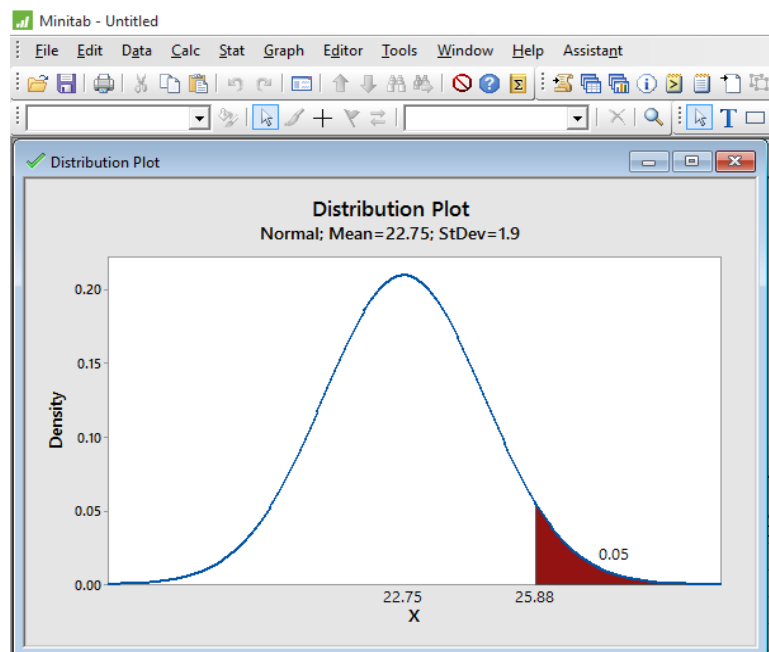 Minitab - Untitled
File Edit Data Calc Stat Graph Editor Tools Window Help Assistant
Distribution Plot
Distribution Plot
Normal; Mean=22.75; StDev=1.9
0.20
0.15
0.10
0.05
0.00
Density
0.05
22.75 25.88
X